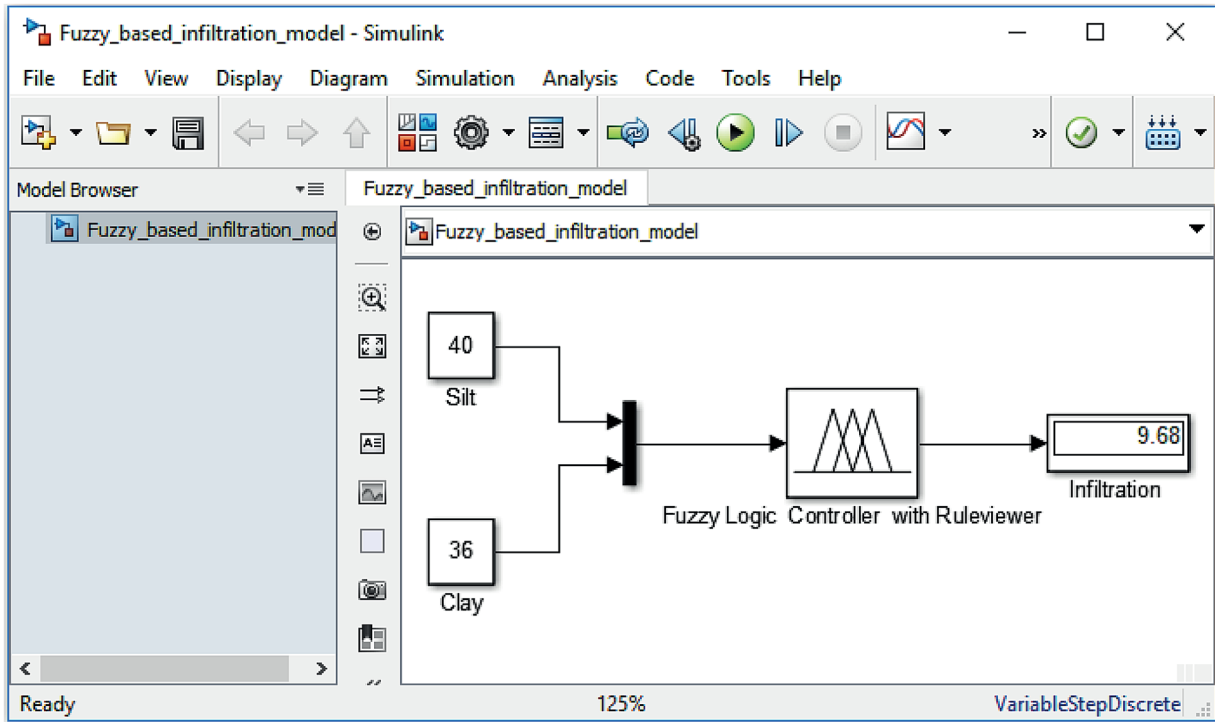 Fuzzy_based_infiltration_model - Simulink
File Edit View Display Diagram Simulation Analysis Code Tools Help
Model Browser
Fuzzy_based_infiltration_model
Fuzzy_based_infiltration_mod
Fuzzy_based_infiltration_model
40
Silt
9.68
Infiltration
Fuzzy Logic Controller with Ruleviewer
36
Clay
Ready 125% VariableStepDiscrete